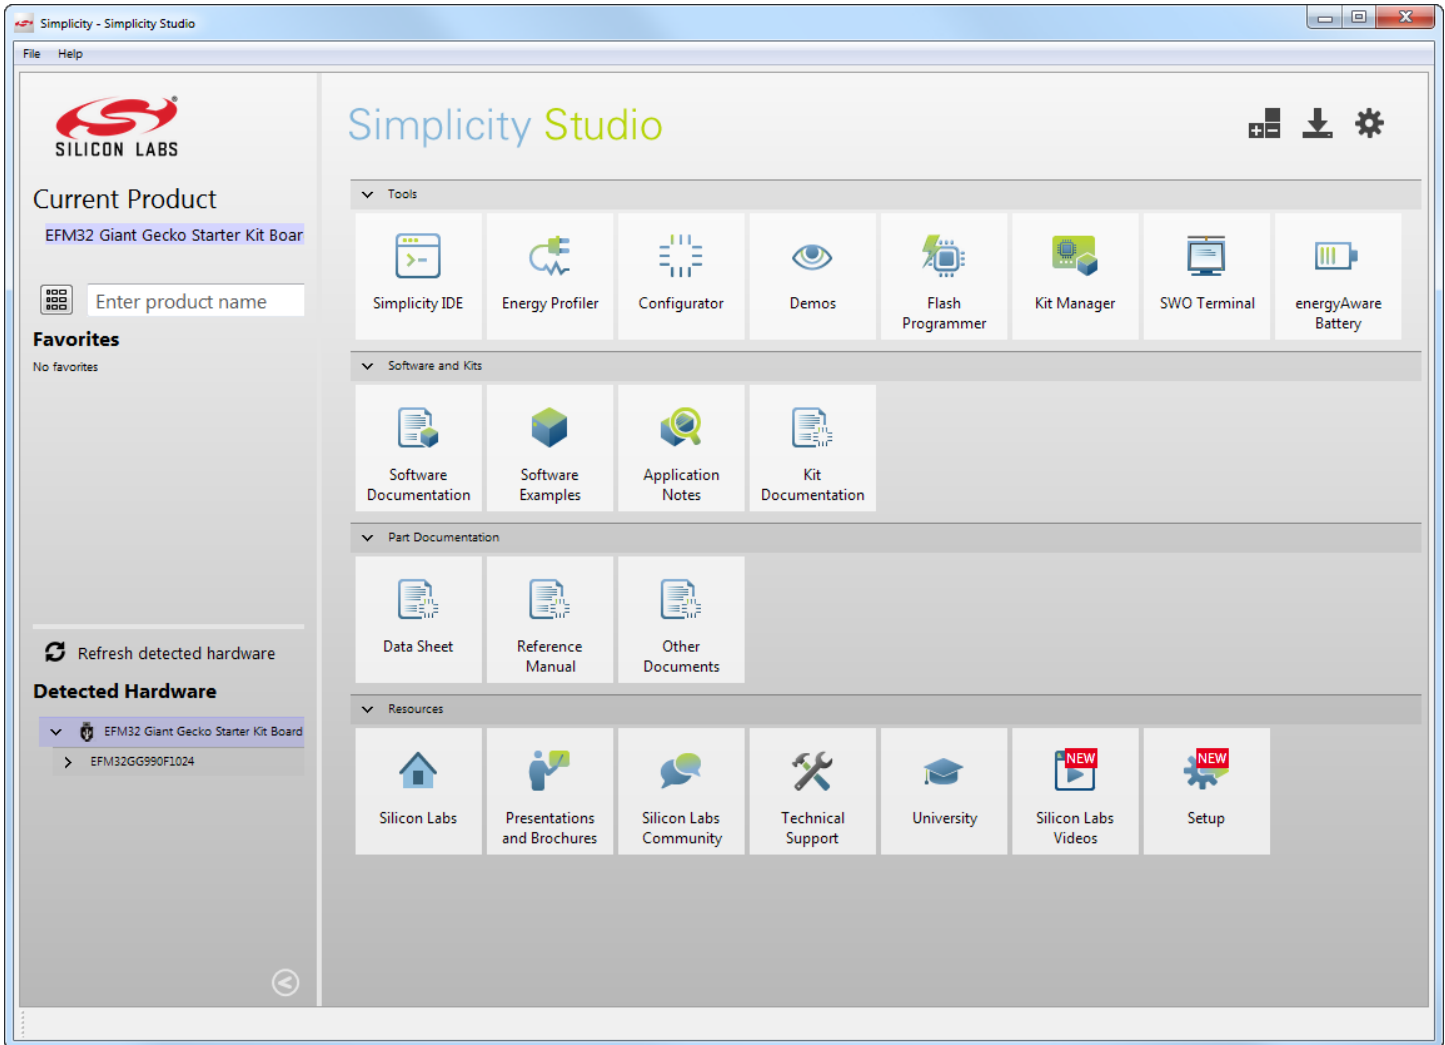 Simplicity - Simplicity Studio
File Help
SILICON LABS
Simplicity Studio
Current Product
EFM32 Giant Gecko Starter Kit Boar
Enter product name
Favorites
No favorites
Refresh detected hardware
Detected Hardware
EFM32 Giant Gecko Starter Kit Board
EFM32GG990F1024
Tools
Simplicity IDE
Energy Profiler
Configurator
Demos
Flash
Programmer
Kit Manager
SWO Terminal
energyAware
Battery
Software and Kits
Software
Documentation
Software
Examples
Application
Notes
Kit
Documentation
Part Documentation
Data Sheet
Reference
Manual
Other
Documents
Resources
Silicon Labs
Presentations
and Brochures
Silicon Labs
Community
Technical
Support
University
NEW
Silicon Labs
Videos
NEW
Setup